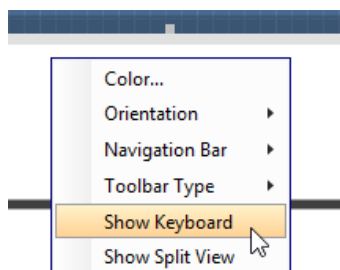 Color...
Orientation
Navigation Bar
Toolbar Type
Show Keyboard
Show Split View